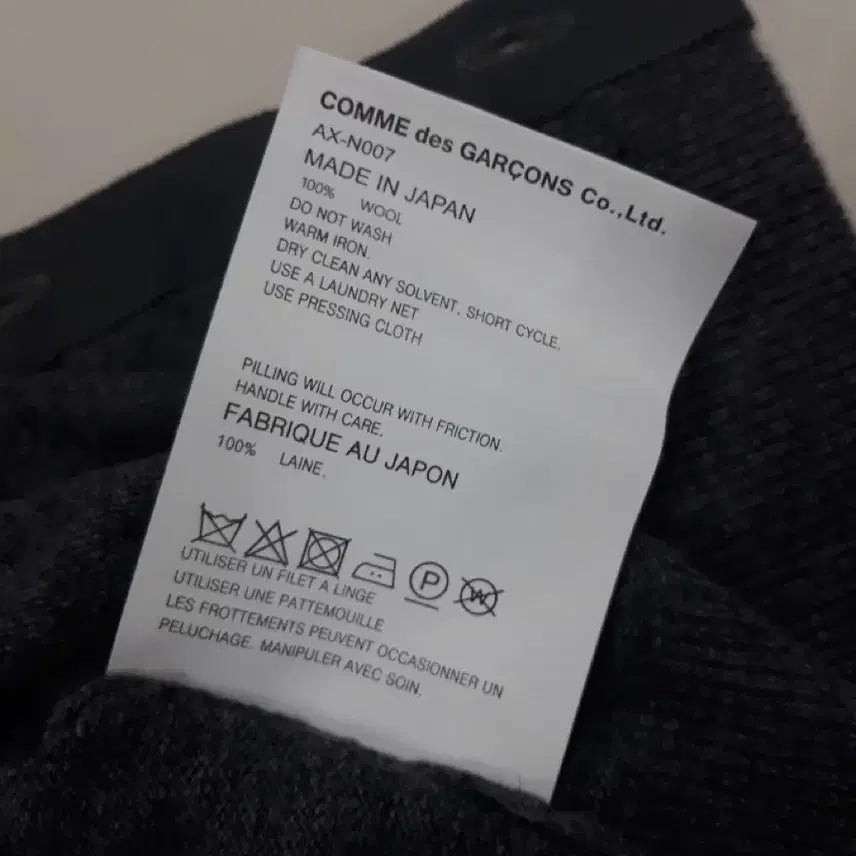 COMME des GARÇONS Co.,Ltd.
AX-N007
MADE IN JAPAN
100% WOOL
DO NOT WASH
WARM IRON.
DRY CLEAN ANY SOLVENT, SHORT CYCLE,
USE A LAUNDRY NET
USE PRESSING CLOTH
PILLING WILL OCCUR WITH FRICTION.
HANDLE WITH CARE.
FABRIQUE AU JAPON
100% LAINE,
P W
UTILISER UN FILET A LINGE
UTILISER UNE PATTEMOUILLE
LES FROTTEMENTS PEUVENT OCCASIONNER UN
PELUCHAGE. MANIPULER AVEC SOIN,